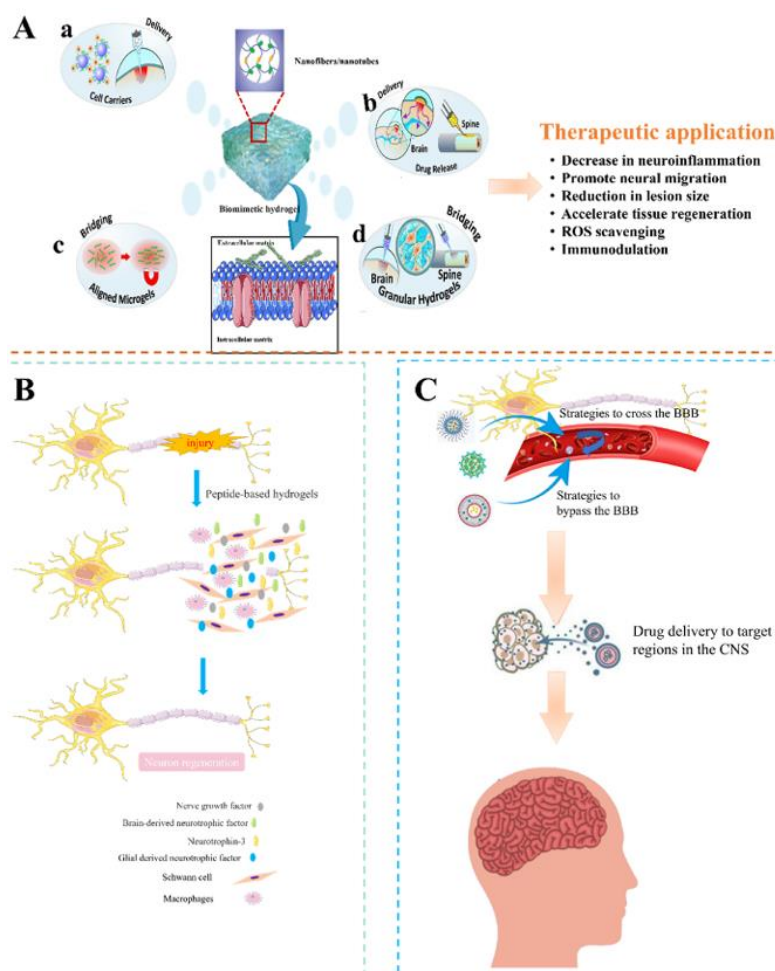 A
a
Delivery
Cell Carriers
Nanofibers/nanotubes
Biomimetic hydrogel
b
Delivery
Brain
Spine
Drug Release
c
Bridging
Aligned Microgels
Extracellular matrix
Intracellular matrix
d
Bridging
Brain
Spine
Granular Hydrogels
Therapeutic application
• Decrease in neuroinflammation
• Promote neural migration
• Reduction in lesion size
• Accelerate tissue regeneration
• ROS scavenging
• Immunodulation
B
injury
Peptide-based hydrogels
Neuron regeneration
Nerve growth factor
Brain-derived neurotrophic factor
Neurotrophin-3
Glial derived neurotrophic factor
Schwann cell
Macrophages
C
Strategies to cross the BBB
Strategies to
bypass the BBB
Drug delivery to target
regions in the CNS